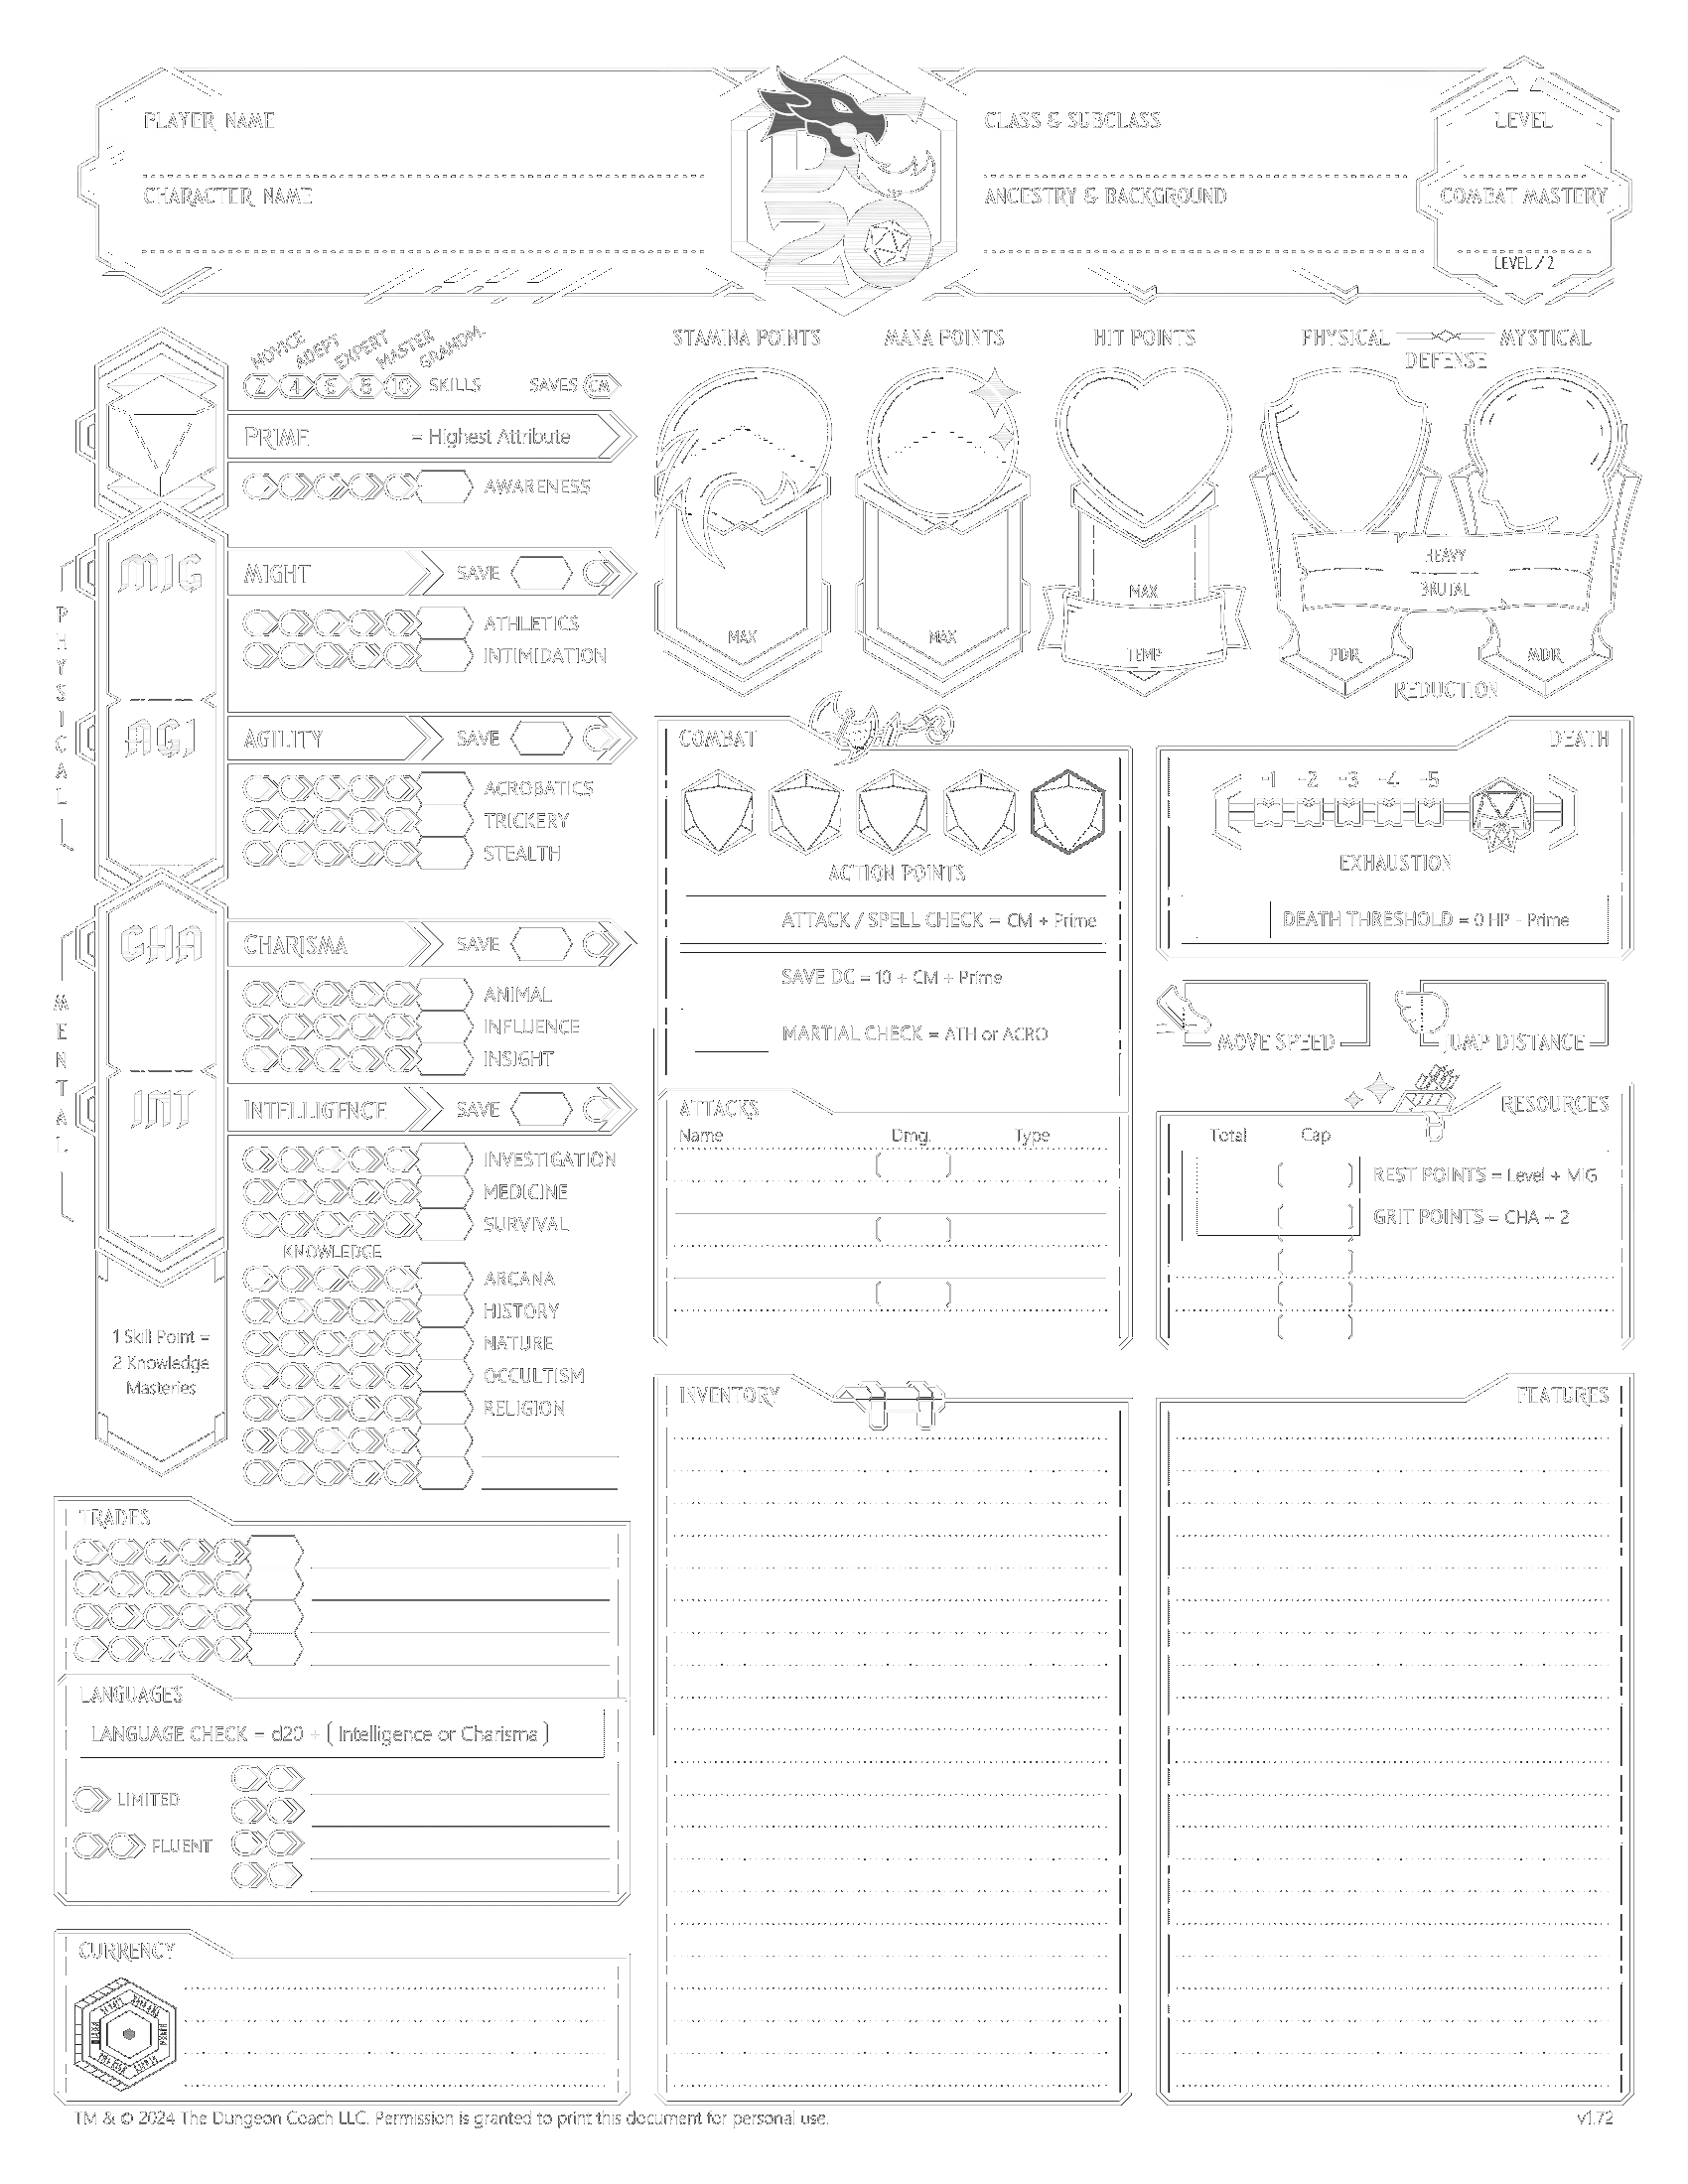 PLAYER NAME
CHARACTER NAME
DC
20
CLASS & SUBCLASS
ANCESTRY & BACKGROUND
LEVEL
COMBAT MASTERY
LEVEL / 2
NOVICE ADEPT EXPERT MASTER GRANDM.
2 4 6 8 10 SKILLS SAVES CM
PRIME = Highest Attribute
AWARENESS
PHYSICAL
MIG
MIGHT SAVE
ATHLETICS
INTIMIDATION
AGI
AGILITY SAVE
ACROBATICS
TRICKERY
STEALTH
MENTAL
CHA
CHARISMA SAVE
ANIMAL
INFLUENCE
INSIGHT
INT
INTELLIGENCE SAVE
INVESTIGATION
MEDICINE
SURVIVAL
KNOWLEDGE
ARCANA
HISTORY
NATURE
OCCULTISM
RELIGION
1 Skill Point =
2 Knowledge
Masteries
TRADES
LANGUAGES
LANGUAGE CHECK = d20 + ( Intelligence or Charisma )
LIMITED
FLUENT
CURRENCY
STAMINA POINTS
MAX
MANA POINTS
MAX
HIT POINTS
MAX
TEMP
PHYSICAL MYSTICAL
DEFENSE
HEAVY
BRUTAL
PDR MDR
REDUCTION
COMBAT
ACTION POINTS
ATTACK / SPELL CHECK = CM + Prime
SAVE DC = 10 + CM + Prime
MARTIAL CHECK = ATH or ACRO
ATTACKS
Name Dmg. Type
DEATH
-1 -2 -3 -4 -5
EXHAUSTION
DEATH THRESHOLD = 0 HP - Prime
MOVE SPEED
JUMP DISTANCE
RESOURCES
Total Cap
REST POINTS = Level + MIG
GRIT POINTS = CHA + 2
INVENTORY
FEATURES
TM & © 2024 The Dungeon Coach LLC. Permission is granted to print this document for personal use.
v1.72